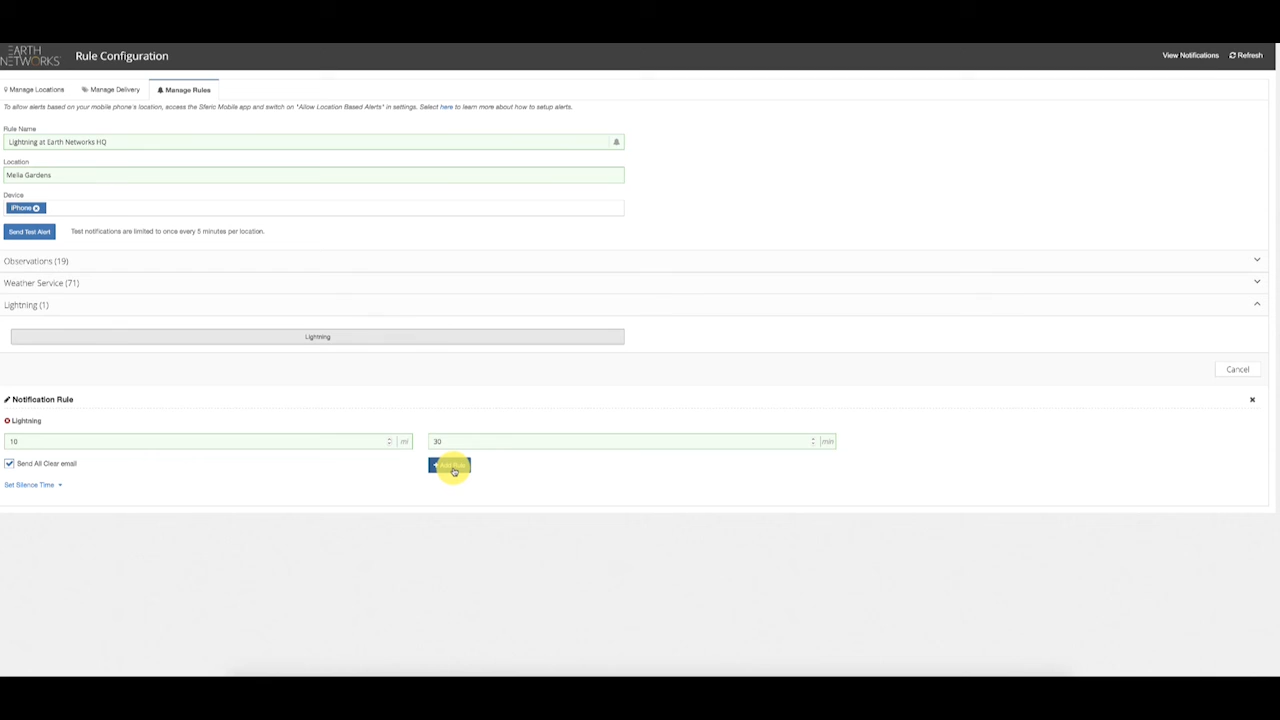 EARTH NETWORKS
Rule Configuration
View Notifications
Refresh
Manage Locations
Manage Delivery
Manage Rules
To allow alerts based on your mobile phone's location, access the Sferic Mobile app and switch on "Allow Location Based Alerts" in settings. Select here to learn more about how to setup alerts.
Rule Name
Lightning at Earth Networks HQ
Location
Melia Gardens
Device
iPhone
Send Test Alert
Test notifications are limited to once every 5 minutes per location.
Observations (19)
Weather Service (71)
Lightning (1)
Lightning
Cancel
Notification Rule
Lightning
10
mi
30
min
Send All Clear email
+ Add Rule
Set Silence Time